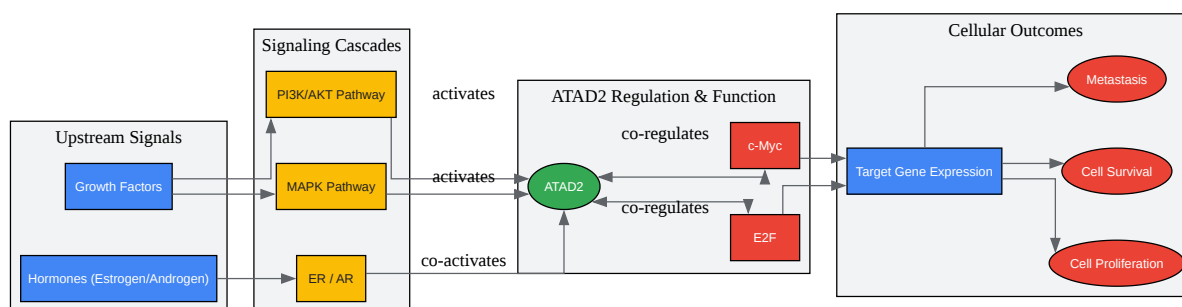 Upstream Signals
Growth Factors
Hormones (Estrogen/Androgen)
Signaling Cascades
PI3K/AKT Pathway
MAPK Pathway
ER / AR
activates
activates
co-activates
ATAD2 Regulation & Function
ATAD2
co-regulates
co-regulates
c-Myc
E2F
Cellular Outcomes
Target Gene Expression
Metastasis
Cell Survival
Cell Proliferation